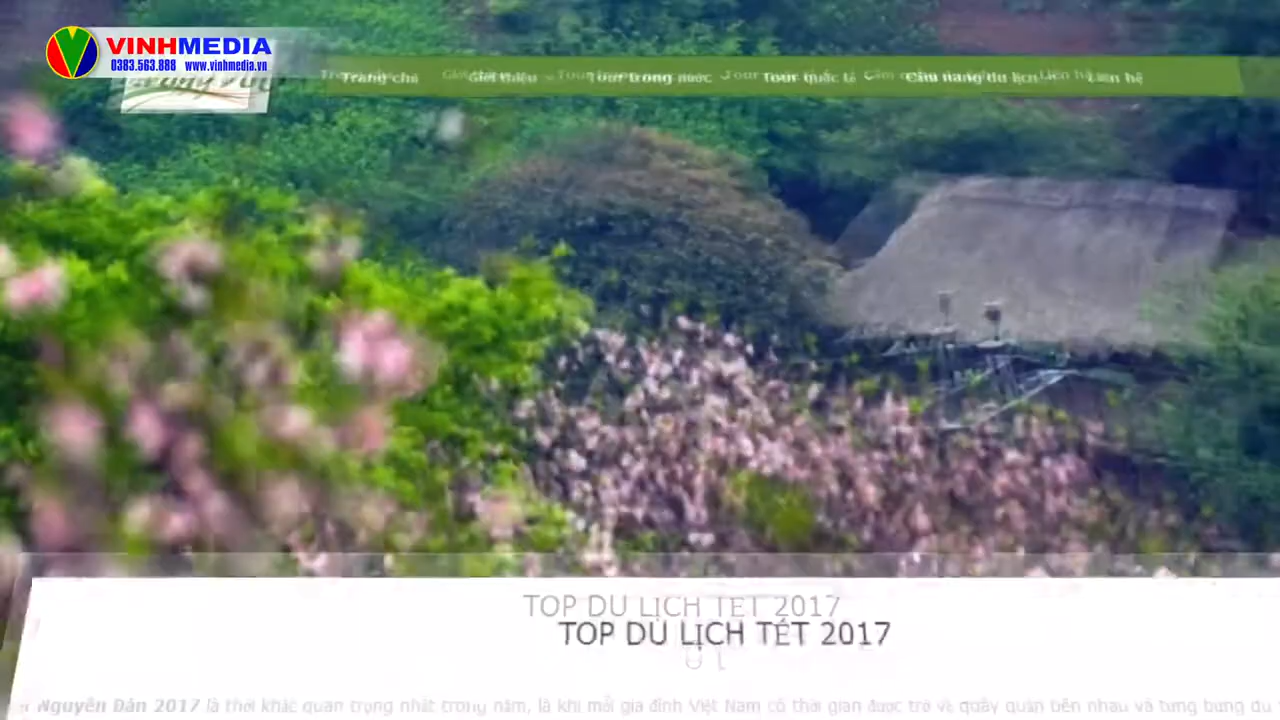 VINHMEDIA
0383.563.888 www.vinhmedia.vn
Trang chủ Giới thiệu Tour trong nước Tour quốc tế Cẩm nang du lịch Liên hệ
TOP DU LỊCH TẾT 2017
TOP DU LỊCH TẾT 2017
Nguyên Đán 2017 là thời khắc quan trọng nhất trong năm, là khi mỗi gia đình Việt Nam có thời gian được trở về quây quần bên nhau và tưng bừng du